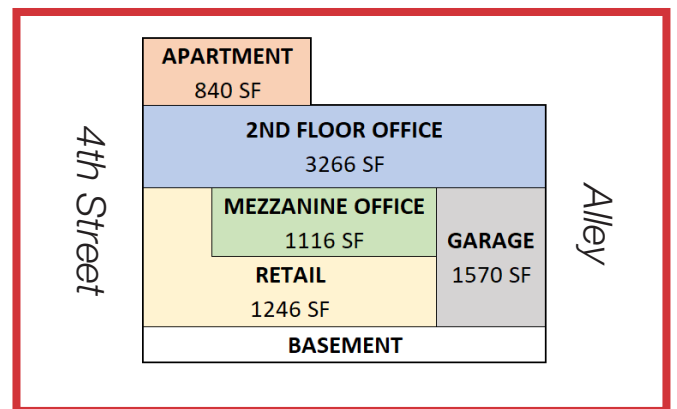 APARTMENT
840 SF
4th Street
2ND FLOOR OFFICE
3266 SF
MEZZANINE OFFICE
1116 SF
GARAGE
1570 SF
RETAIL
1246 SF
BASEMENT
Alley